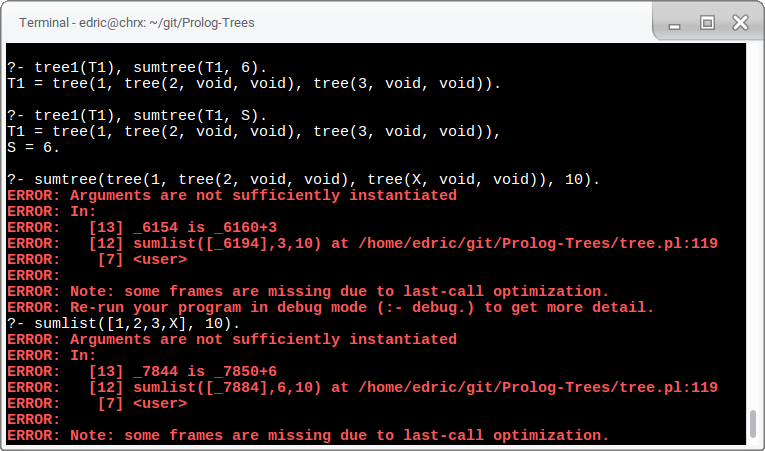 Terminal - edric@chrx: ~/git/Prolog-Trees
?- tree1(T1), sumtree(T1, 6).
T1 = tree(1, tree(2, void, void), tree(3, void, void)).
?- tree1(T1), sumtree(T1, S).
T1 = tree(1, tree(2, void, void), tree(3, void, void)),
S = 6.
?- sumtree(tree(1, tree(2, void, void), tree(X, void, void)), 10).
ERROR: Arguments are not sufficiently instantiated
ERROR: In:
ERROR:   [13] _6154 is _6160+3
ERROR:   [12] sumlist([_6194],3,10) at /home/edric/git/Prolog-Trees/tree.pl:119
ERROR:    [7] <user>
ERROR:
ERROR: Note: some frames are missing due to last-call optimization.
ERROR: Re-run your program in debug mode (:- debug.) to get more detail.
?- sumlist([1,2,3,X], 10).
ERROR: Arguments are not sufficiently instantiated
ERROR: In:
ERROR:   [13] _7844 is _7850+6
ERROR:   [12] sumlist([_7884],6,10) at /home/edric/git/Prolog-Trees/tree.pl:119
ERROR:    [7] <user>
ERROR:
ERROR: Note: some frames are missing due to last-call optimization.